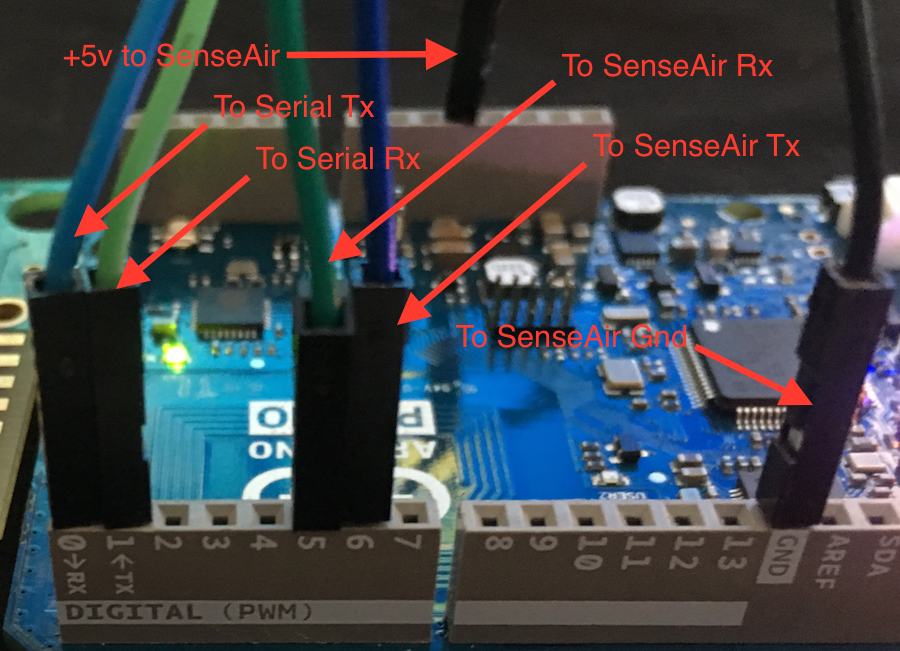 +5v to SenseAir
To SenseAir Rx
To Serial Tx
To SenseAir Tx
To Serial Rx
To SenseAir Gnd
USER2
0→RX
1←TX
2
3
4
5
6
7
8
9
10
11
12
13
GND
AREF
SDA
DIGITAL (PWM)